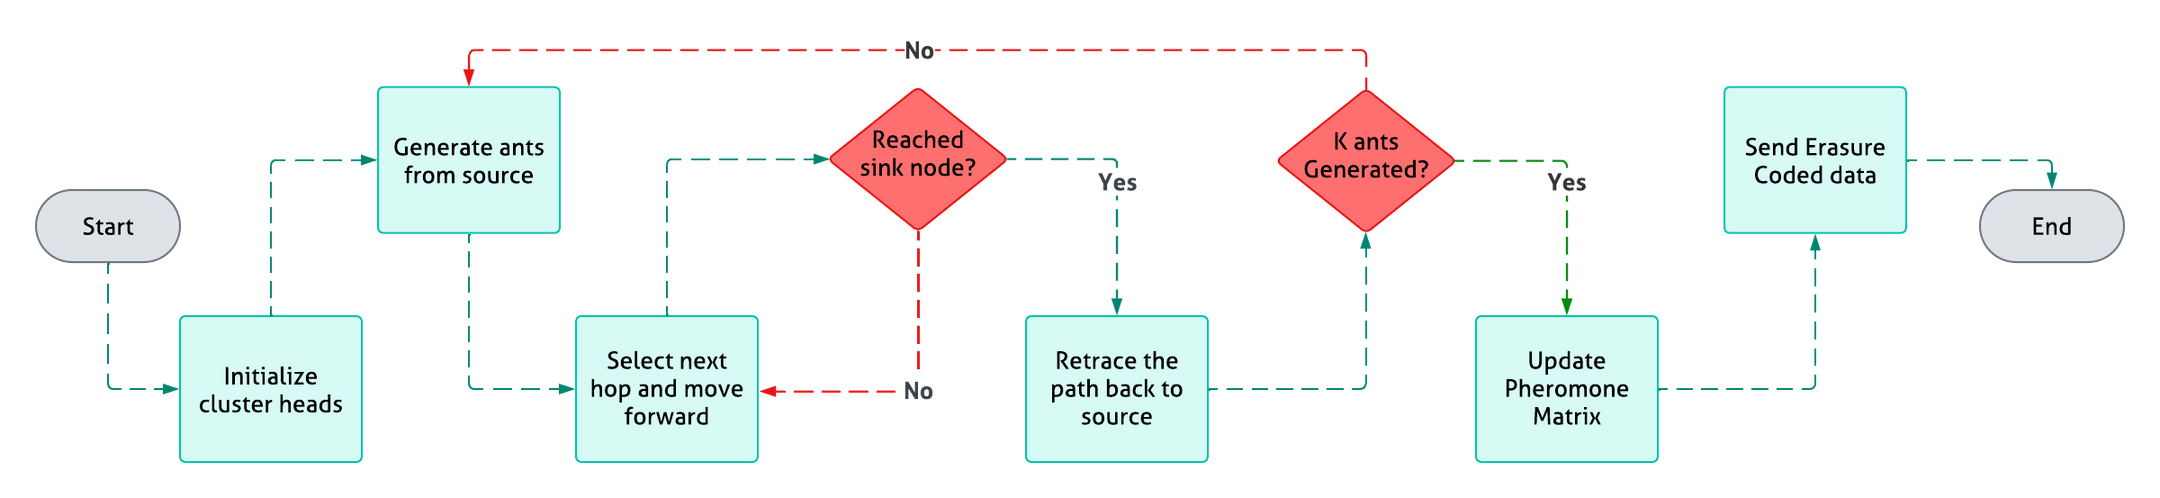 Start
Initialize
cluster heads
Generate ants
from source
Select next
hop and move
forward
Reached
sink node?
No
Yes
Retrace the
path back to
source
K ants
Generated?
No
Yes
Update
Pheromone
Matrix
Send Erasure
Coded data
End